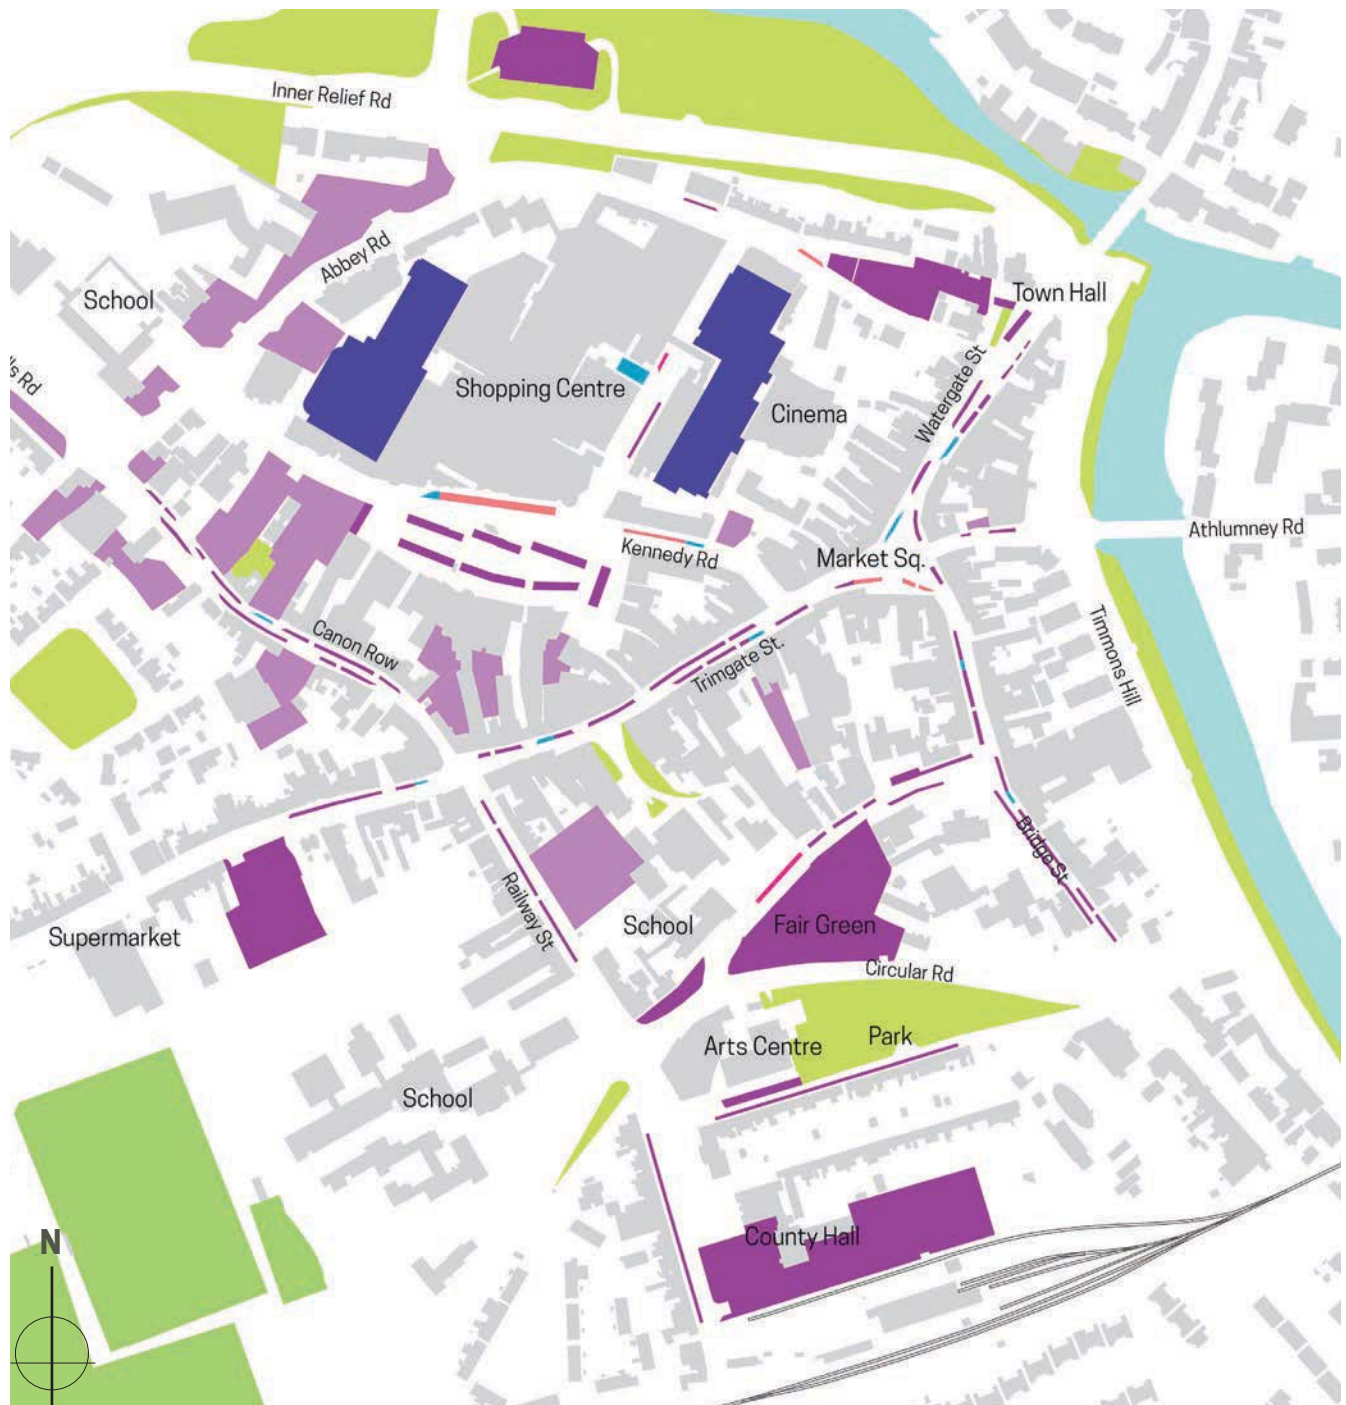 Inner Relief Rd
Abbey Rd
School
Town Hall
lls Rd
Shopping Centre
Watergate St
Cinema
Athlumney Rd
Kennedy Rd
Market Sq.
Canon Row
Trimgate St.
Timmons Hill
Bridge St
Railway St
School
Fair Green
Supermarket
Circular Rd
Arts Centre
Park
School
County Hall
N